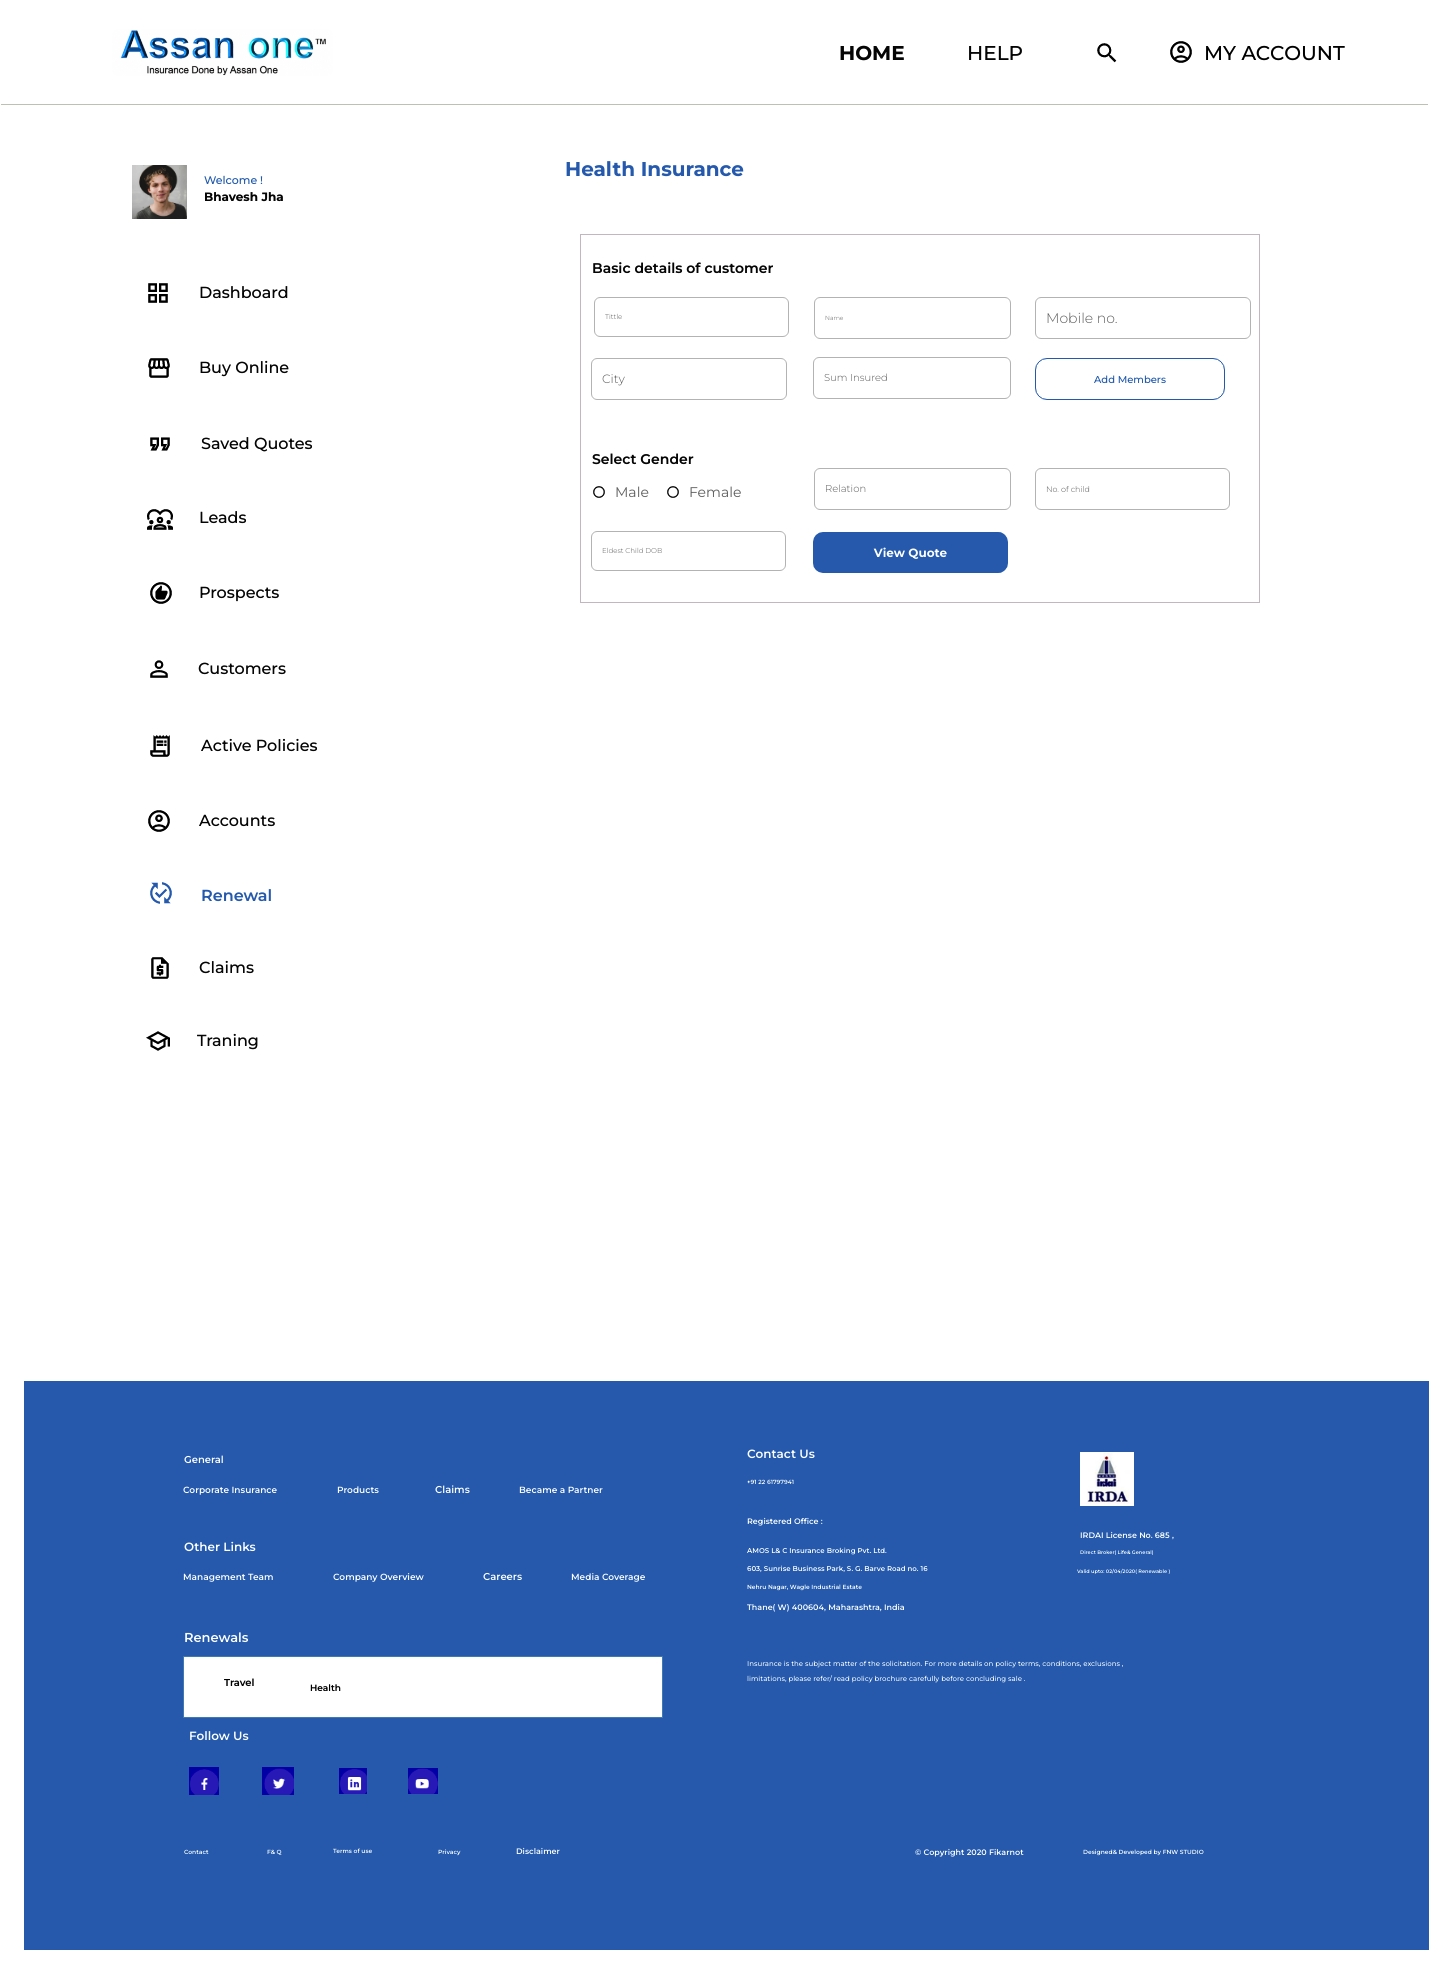 Assan one™
Insurance Done by Assan One
HOME
HELP
MY ACCOUNT
Welcome !
Bhavesh Jha
Dashboard
Buy Online
Saved Quotes
Leads
Prospects
Customers
Active Policies
Accounts
Renewal
Claims
Traning
Health Insurance
Basic details of customer
Tittle
Name
Mobile no.
City
Sum Insured
Add Members
Select Gender
Male
Female
Relation
No. of child
Eldest Child DOB
View Quote
General
Corporate Insurance
Products
Claims
Became a Partner
Other Links
Management Team
Company Overview
Careers
Media Coverage
Renewals
Travel
Health
Follow Us
Contact Us
+91 22 61797941
Registered Office :
AMOS L& C Insurance Broking Pvt. Ltd.
603, Sunrise Business Park, S. G. Barve Road no. 16
Nehru Nagar, Wagle Industrial Estate
Thane( W) 400604, Maharashtra, India
IRDA
IRDAI License No. 685 ,
Direct Broker( Life& General)
Valid upto: 02/04/2020( Renewable )
Insurance is the subject matter of the solicitation. For more details on policy terms, conditions, exclusions ,
limitations, please refer/ read policy brochure carefully before concluding sale .
Contact
F& Q
Terms of use
Privacy
Disclaimer
© Copyright 2020 Fikarnot
Designed& Developed by FNW STUDIO